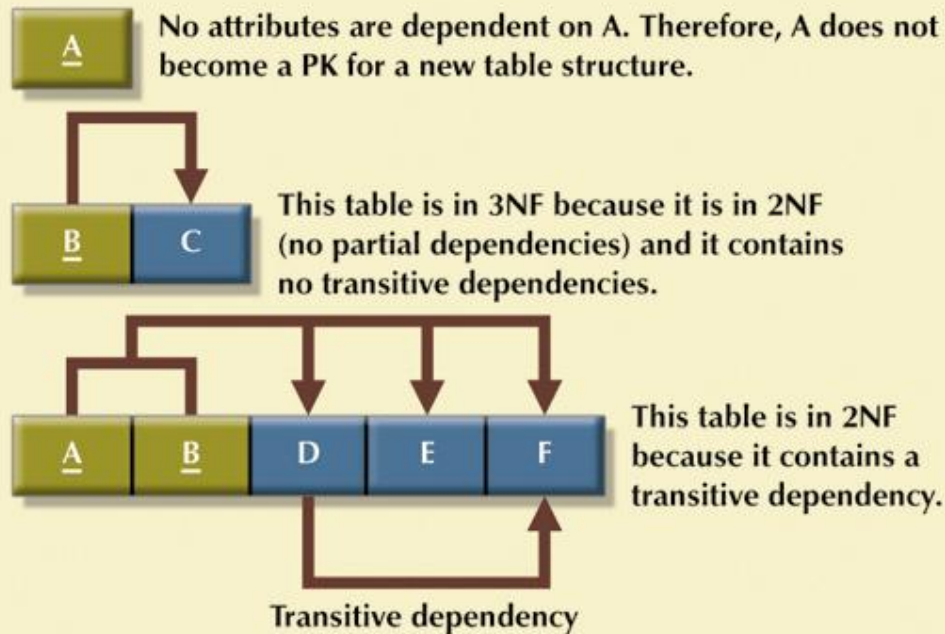 A
No attributes are dependent on A. Therefore, A does not
become a PK for a new table structure.
B C
This table is in 3NF because it is in 2NF
(no partial dependencies) and it contains
no transitive dependencies.
A B D E F
This table is in 2NF
because it contains a
transitive dependency.
Transitive dependency